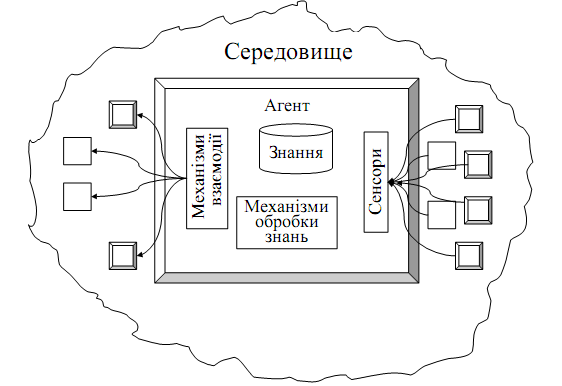 Середовище
Агент
Механізми
взаємодії
Знання
Сенсори
Механізми
обробки
знань